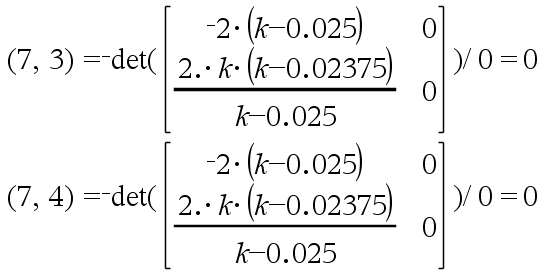 (7, 3) =⁻det([⁻2·(k−0.025) 0
2.·k·(k−0.02375)/k−0.025 0])/ 0 = 0
(7, 4) =⁻det([⁻2·(k−0.025) 0
2.·k·(k−0.02375)/k−0.025 0])/ 0 = 0